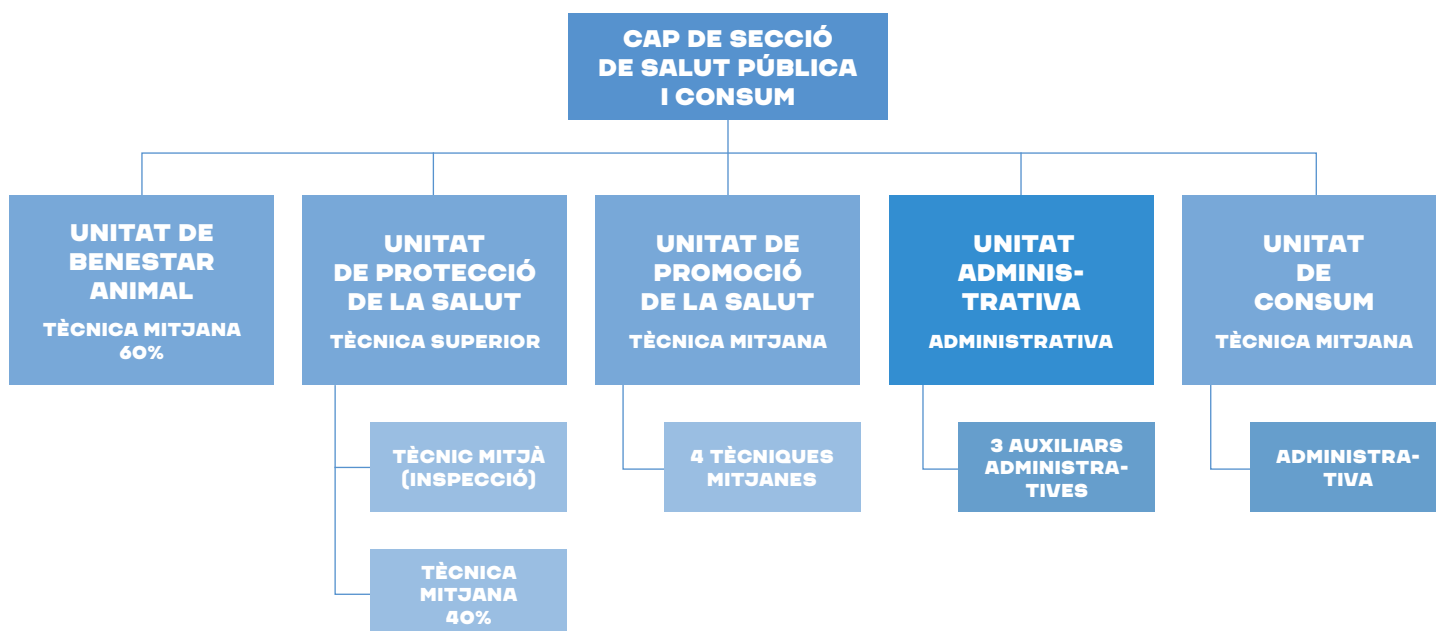 CAP DE SECCIÓ
DE SALUT PÚBLICA
I CONSUM
UNITAT DE
BENESTAR
ANIMAL
TÈCNICA MITJANA
60%
UNITAT
DE PROTECCIÓ
DE LA SALUT
TÈCNICA SUPERIOR
UNITAT DE
PROMOCIÓ
DE LA SALUT
TÈCNICA MITJANA
UNITAT
ADMINIS-
TRATIVA
ADMINISTRATIVA
UNITAT
DE
CONSUM
TÈCNICA MITJANA
TÈCNIC MITJÀ
(INSPECCIÓ)
4 TÈCNIQUES
MITJANES
3 AUXILIARS
ADMINISTRA-
TIVES
ADMINISTRA-
TIVA
TÈCNICA
MITJANA
40%